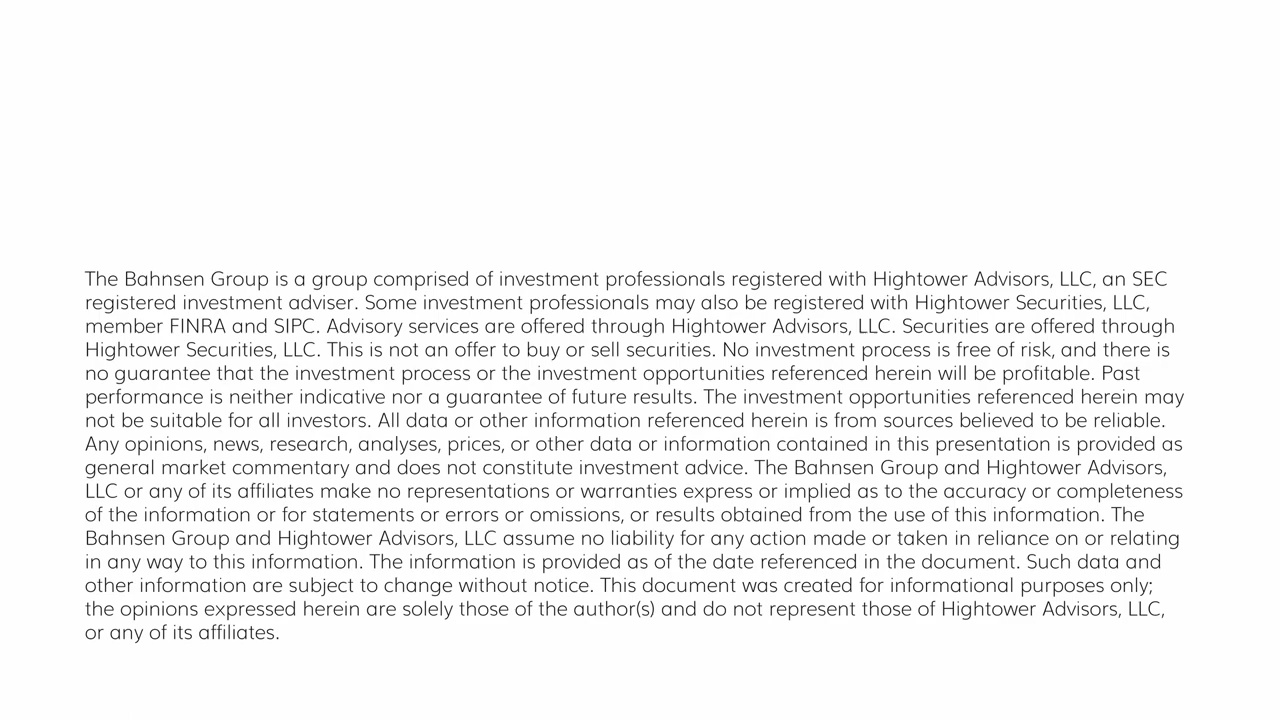 The Bahnsen Group is a group comprised of investment professionals registered with Hightower Advisors, LLC, an SEC
registered investment adviser. Some investment professionals may also be registered with Hightower Securities, LLC,
member FINRA and SIPC. Advisory services are offered through Hightower Advisors, LLC. Securities are offered through
Hightower Securities, LLC. This is not an offer to buy or sell securities. No investment process is free of risk, and there is
no guarantee that the investment process or the investment opportunities referenced herein will be profitable. Past
performance is neither indicative nor a guarantee of future results. The investment opportunities referenced herein may
not be suitable for all investors. All data or other information referenced herein is from sources believed to be reliable.
Any opinions, news, research, analyses, prices, or other data or information contained in this presentation is provided as
general market commentary and does not constitute investment advice. The Bahnsen Group and Hightower Advisors,
LLC or any of its affiliates make no representations or warranties express or implied as to the accuracy or completeness
of the information or for statements or errors or omissions, or results obtained from the use of this information. The
Bahnsen Group and Hightower Advisors, LLC assume no liability for any action made or taken in reliance on or relating
in any way to this information. The information is provided as of the date referenced in the document. Such data and
other information are subject to change without notice. This document was created for informational purposes only;
the opinions expressed herein are solely those of the author(s) and do not represent those of Hightower Advisors, LLC,
or any of its affiliates.